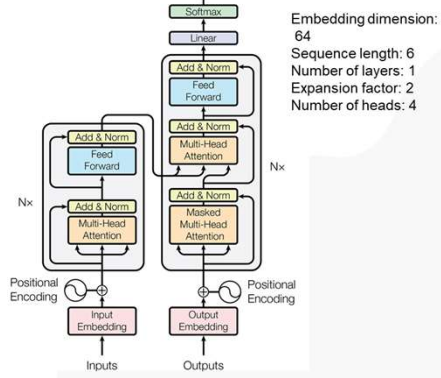 Softmax
Linear
Add & Norm
Feed
Forward
Add & Norm
Multi-Head
Attention
Add & Norm
Masked
Multi-Head
Attention
Nx
Positional
Encoding
Output
Embedding
Outputs
Add & Norm
Feed
Forward
Add & Norm
Multi-Head
Attention
Nx
Positional
Encoding
Input
Embedding
Inputs
Embedding dimension:
64
Sequence length: 6
Number of layers: 1
Expansion factor: 2
Number of heads: 4